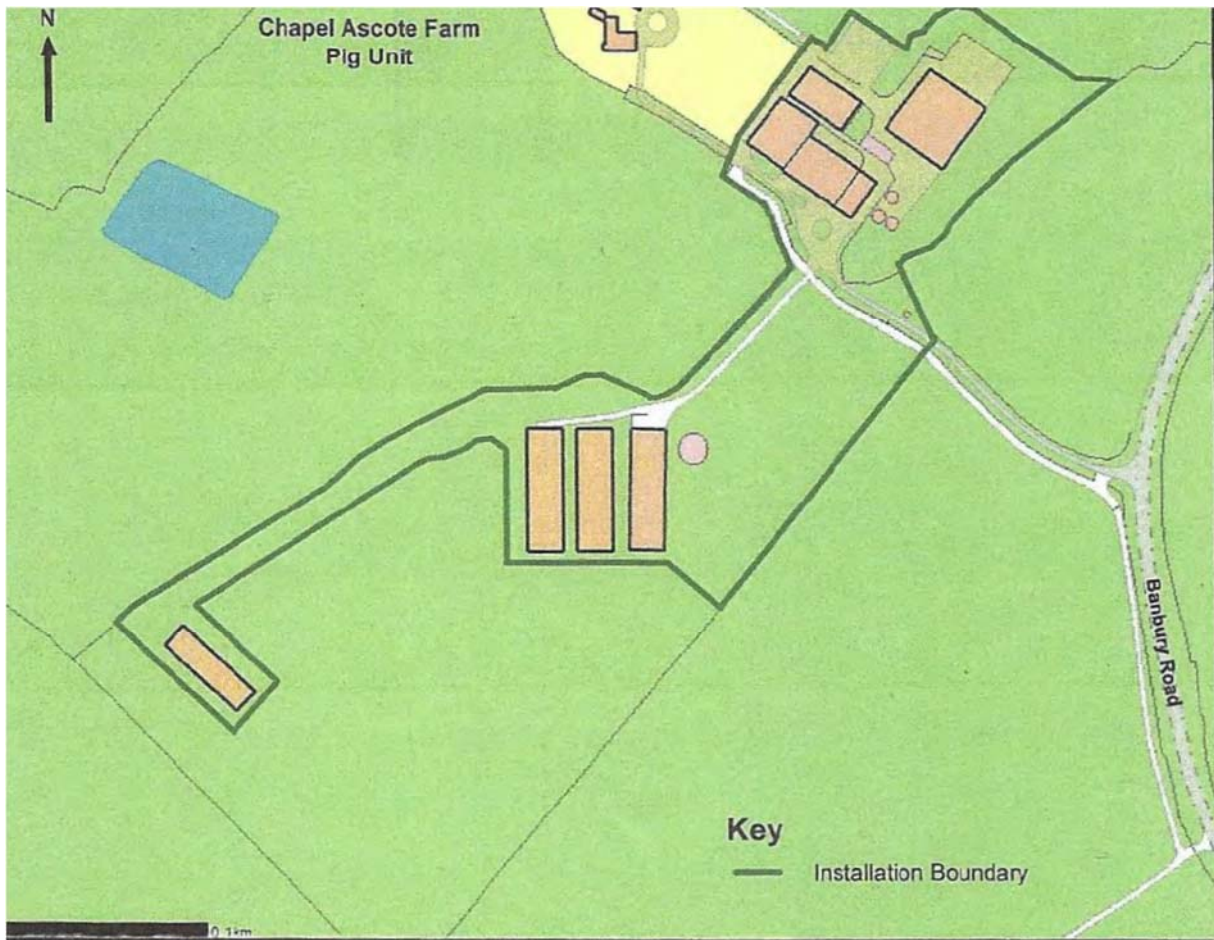 N
Chapel Ascote Farm
Pig Unit
Banbury Road
Key
Installation Boundary
0.1km